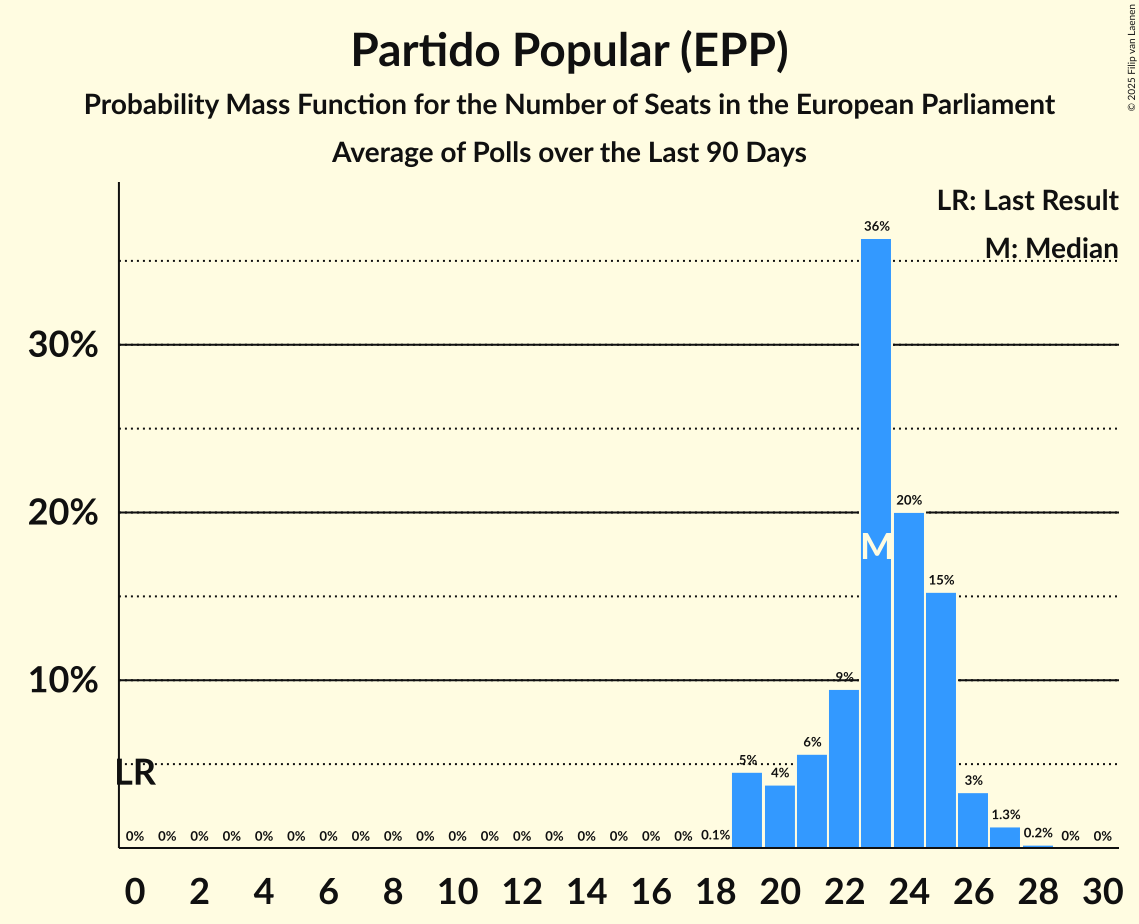 Partido Popular (EPP)
Probability Mass Function for the Number of Seats in the European Parliament
Average of Polls over the Last 90 Days
© 2025 Filip van Laenen
LR: Last Result
M: Median
36%
30%
20%
20%
M
15%
10%
9%
6%
LR
5%
4%
3%
1.3%
0% 0% 0% 0% 0% 0% 0% 0% 0% 0% 0% 0% 0% 0% 0% 0% 0% 0% 0.1% 0.2% 0% 0%
0 2 4 6 8 10 12 14 16 18 20 22 24 26 28 30